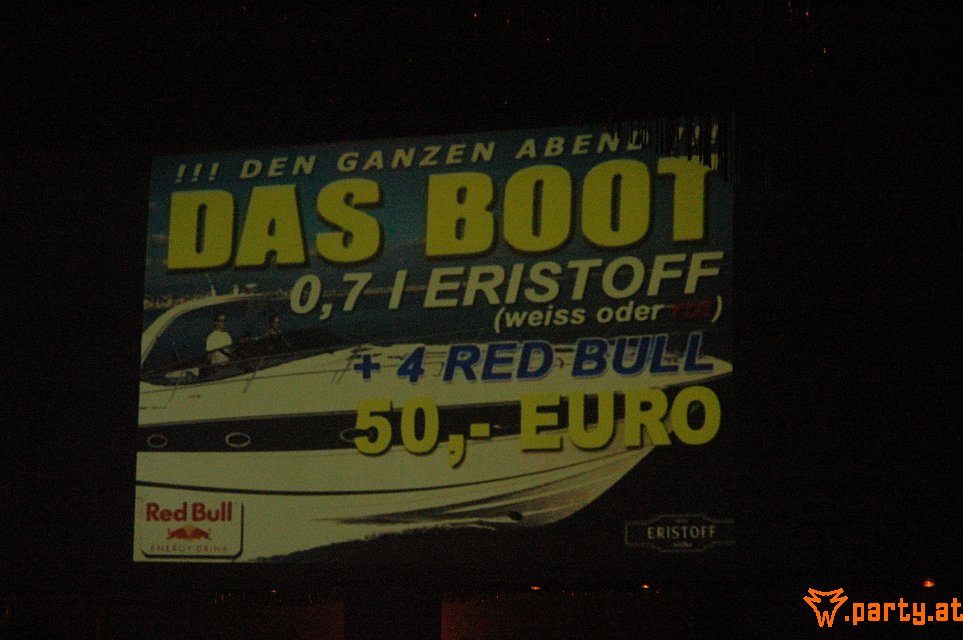 !!! DEN GANZEN ABEND !!!
DAS BOOT
0,7 l ERISTOFF
(weiss oder rot)
+ 4 RED BULL
50,- EURO
Red Bull
ENERGY DRINK
ERISTOFF
.party.at